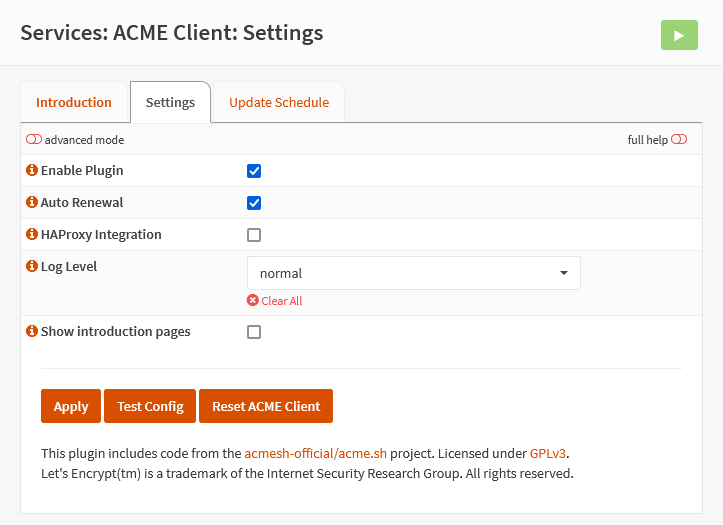 Services: ACME Client: Settings
Introduction
Settings
Update Schedule
advanced mode
full help
Enable Plugin
Auto Renewal
HAProxy Integration
Log Level
normal
Clear All
Show introduction pages
Apply
Test Config
Reset ACME Client
This plugin includes code from the acmesh-official/acme.sh project. Licensed under GPLv3.
Let's Encrypt(tm) is a trademark of the Internet Security Research Group. All rights reserved.